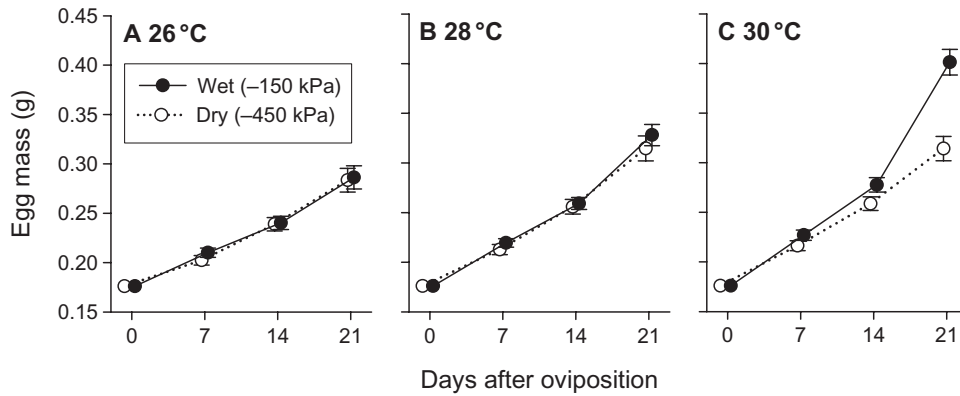 A 26 °C
B 28 °C
C 30 °C
Wet (–150 kPa)
Dry (–450 kPa)
Egg mass (g)
0.45
0.40
0.35
0.30
0.25
0.20
0.15
0 7 14 21
0 7 14 21
0 7 14 21
Days after oviposition